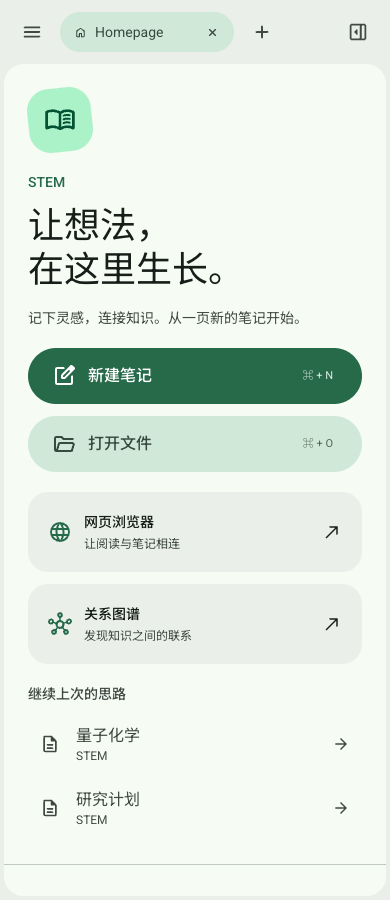 Homepage
STEM
让想法，
在这里生长。
记下灵感，连接知识。从一页新的笔记开始。
新建笔记 ⌘+N
打开文件 ⌘+O
网页浏览器
让阅读与笔记相连
关系图谱
发现知识之间的联系
继续上次的思路
量子化学
STEM
研究计划
STEM